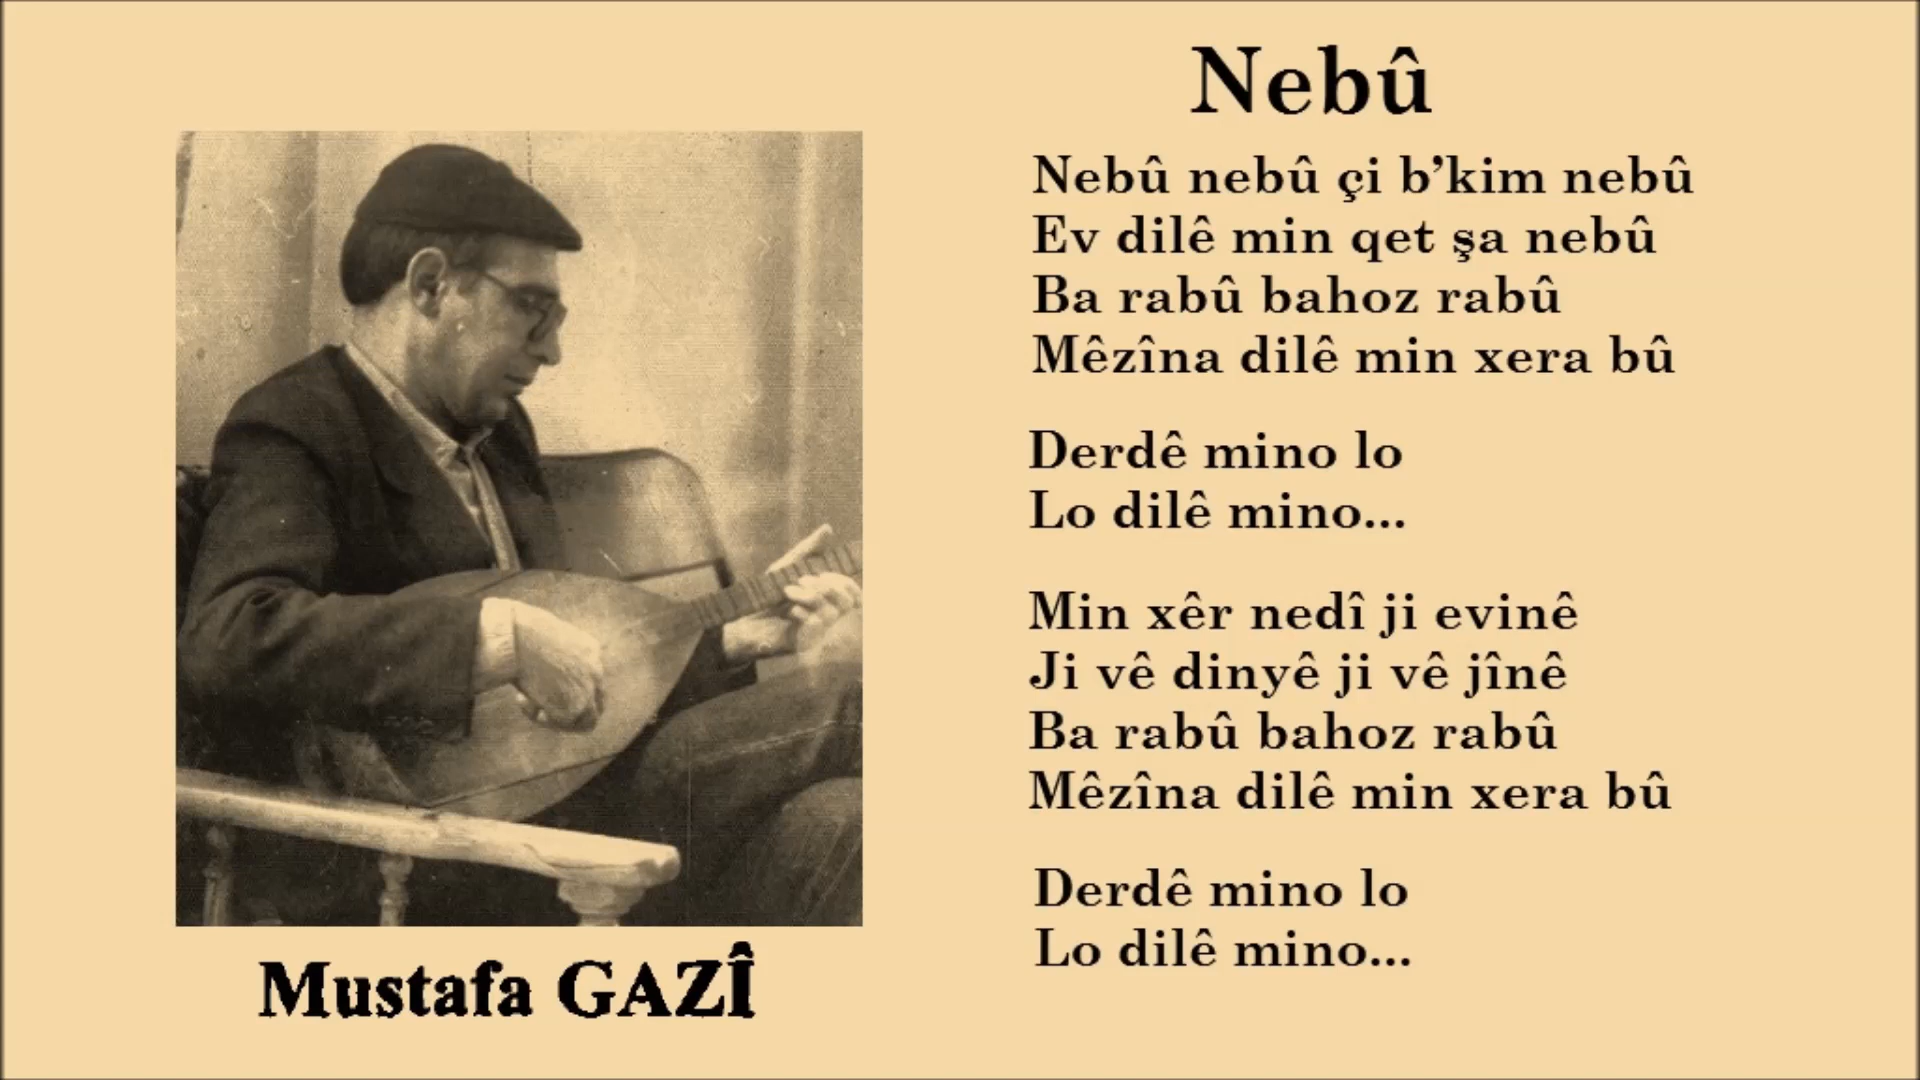 Nebû
Nebû nebû çi b’kim nebû
Ev dilê min qet şa nebû
Ba rabû bahoz rabû
Mêzîna dilê min xera bû
Derdê mino lo
Lo dilê mino...
Min xêr nedî ji evinê
Ji vê dinyê ji vê jînê
Ba rabû bahoz rabû
Mêzîna dilê min xera bû
Derdê mino lo
Lo dilê mino...
Mustafa GAZÎ